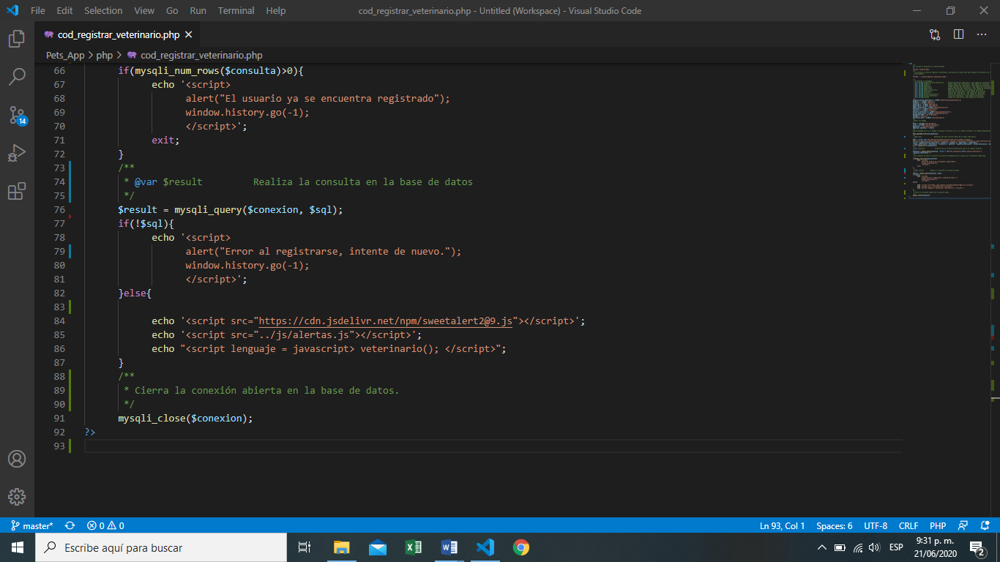 File Edit Selection View Go Run Terminal Help cod_registrar_veterinario.php - Untitled (Workspace) - Visual Studio Code
cod_registrar_veterinario.php
Pets_App > php > cod_registrar_veterinario.php
66 if(mysqli_num_rows($consulta)>0){
67 echo '<script>
68 alert("El usuario ya se encuentra registrado");
69 window.history.go(-1);
70 </script>';
71 exit;
72 }
73 /**
74 * @var $result Realiza la consulta en la base de datos
75 */
76 $result = mysqli_query($conexion, $sql);
77 if(!$sql){
78 echo '<script>
79 alert("Error al registrarse, intente de nuevo.");
80 window.history.go(-1);
81 </script>';
82 }else{
83
84 echo '<script src="https://cdn.jsdelivr.net/npm/sweetalert2@9.js"></script>';
85 echo '<script src="../js/alertas.js"></script>';
86 echo "<script lenguaje = javascript> veterinario(); </script>";
87 }
88 /**
89 * Cierra la conexión abierta en la base de datos.
90 */
91 mysqli_close($conexion);
92 ?>
93
14
master* 0 0 Ln 93, Col 1 Spaces: 6 UTF-8 CRLF PHP
Escribe aquí para buscar
ESP
9:31 p. m.
21/06/2020
2